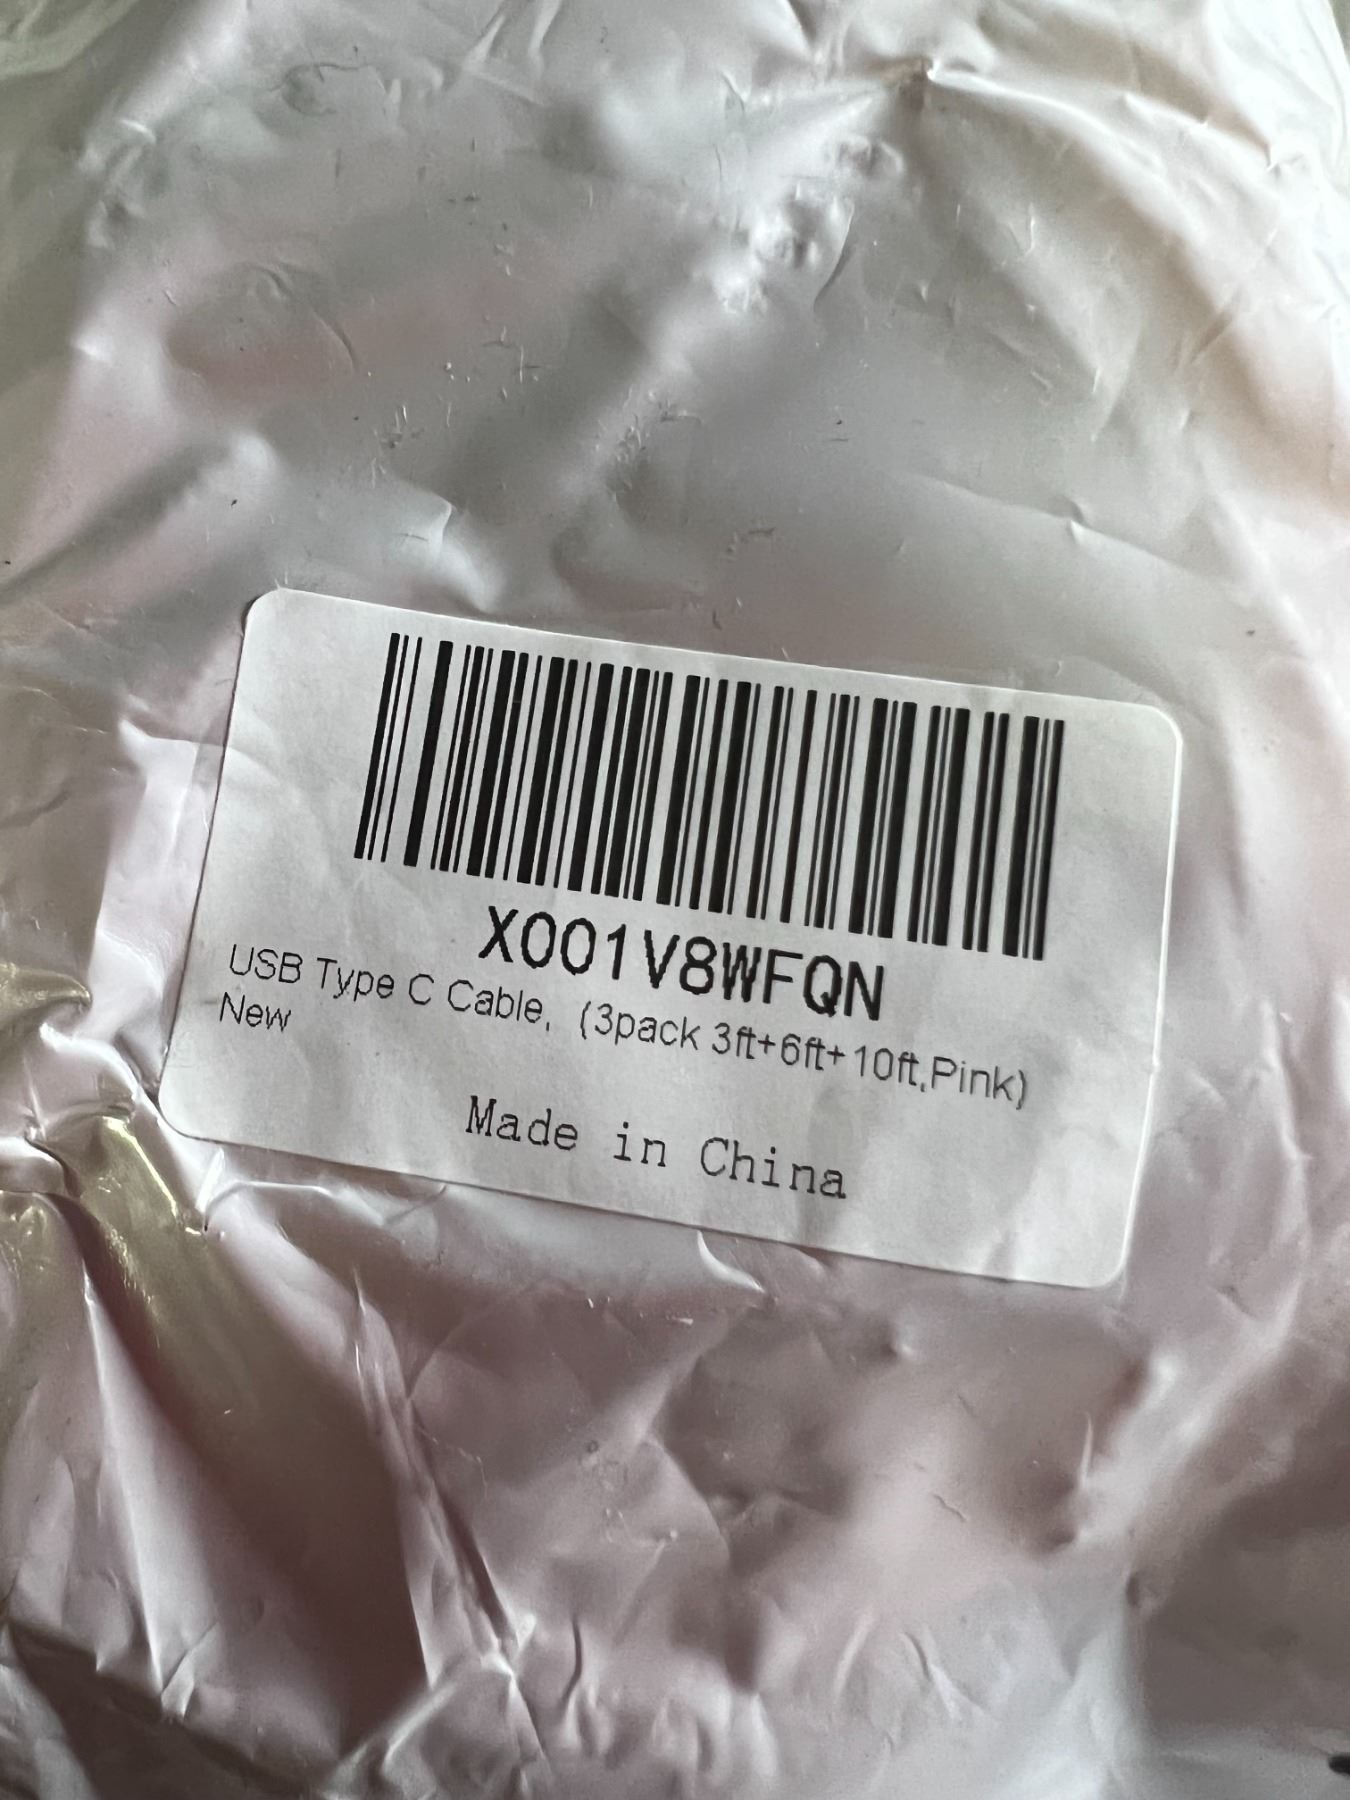 X001V8WFQN
USB Type C Cable, (3pack 3ft+6ft+10ft,Pink)
New
Made in China